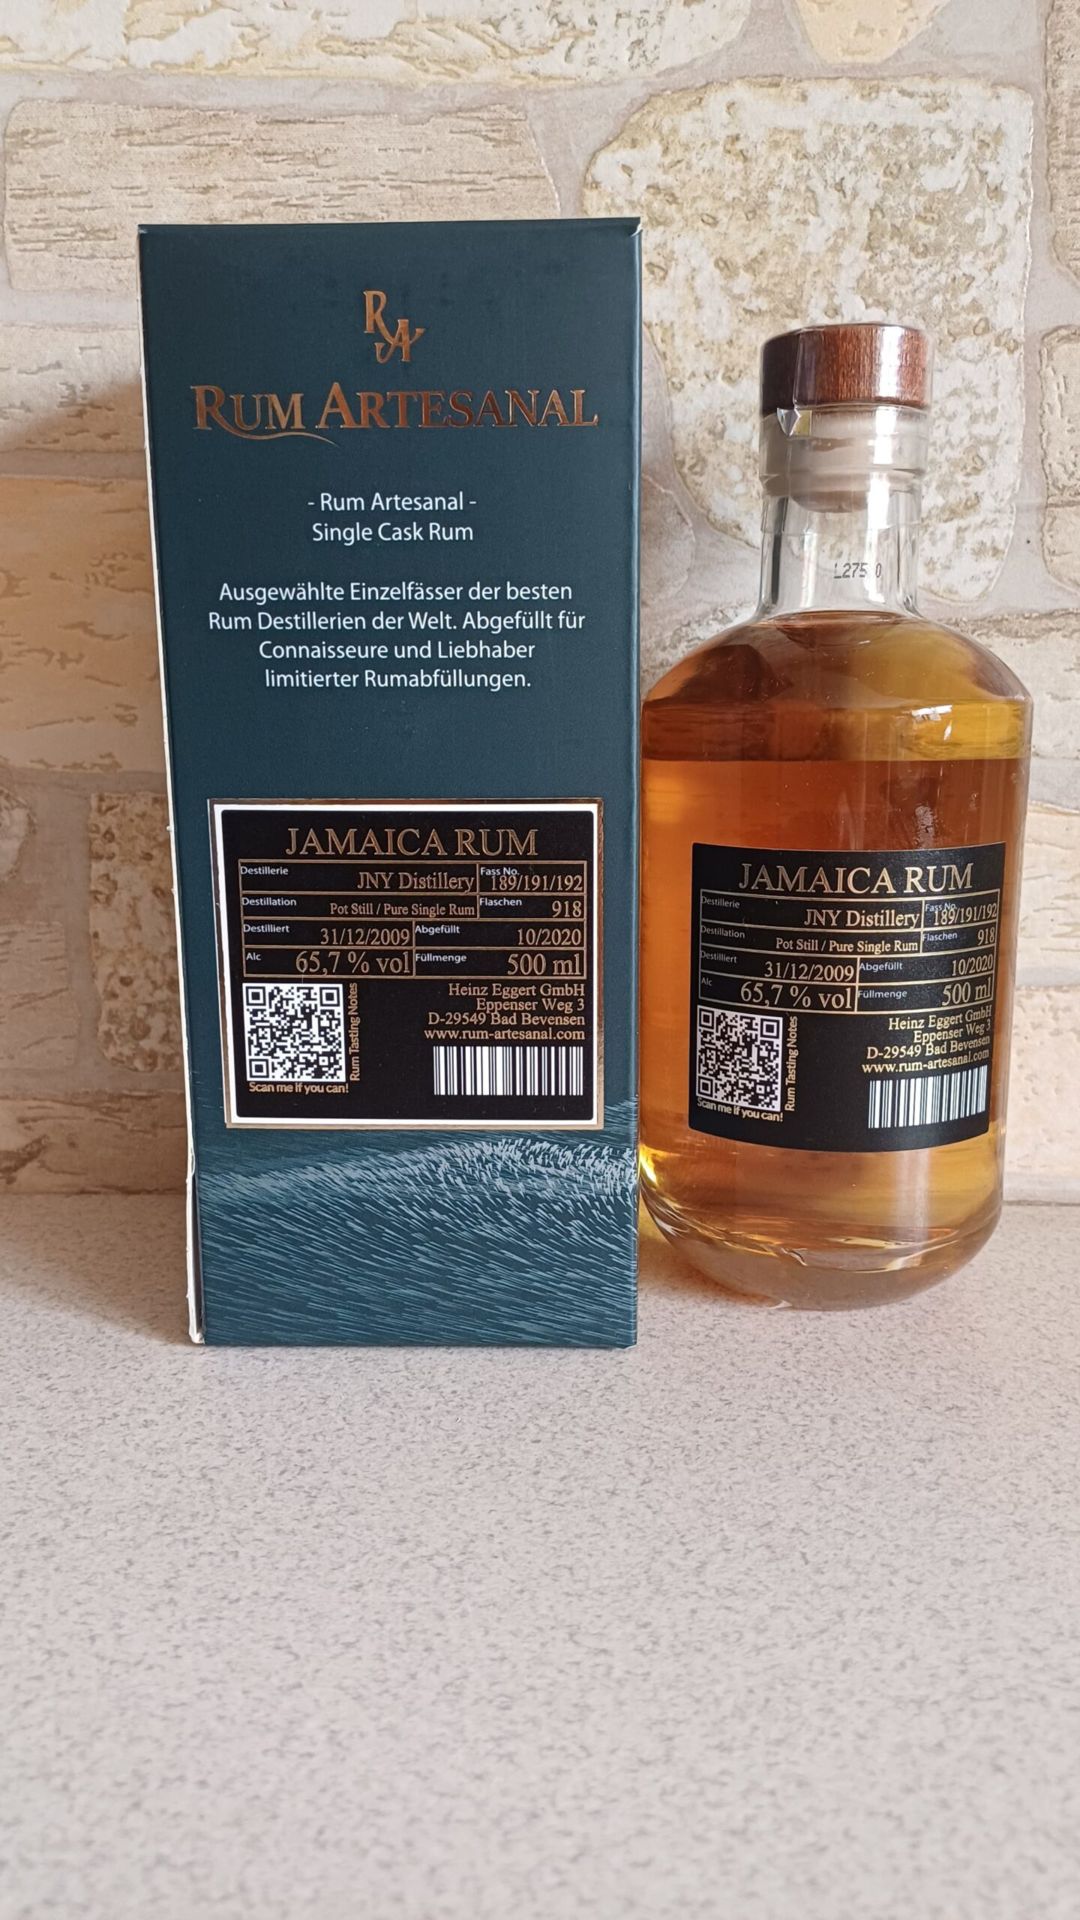 RA
RUM ARTESANAL
- Rum Artesanal -
Single Cask Rum
Ausgewählte Einzelfässer der besten
Rum Destillerien der Welt. Abgefüllt für
Connaisseure und Liebhaber
limitierter Rumabfüllungen.
JAMAICA RUM
Destillerie JNY Distillery Fass No. 189/191/192
Destillation Pot Still / Pure Single Rum Flaschen 918
Destilliert 31/12/2009 Abgefüllt 10/2020
Alc 65,7 % vol Füllmenge 500 ml
Heinz Eggert GmbH
Eppenser Weg 3
D-29549 Bad Bevensen
www.rum-artesanal.com
Rum Tasting Notes
Scan me if you can!
JAMAICA RUM
Destillerie JNY Distillery Fass No. 189/191/192
Destillation Pot Still / Pure Single Rum Flaschen 918
Destilliert 31/12/2009 Abgefüllt 10/2020
Alc 65,7 % vol Füllmenge 500 ml
Heinz Eggert GmbH
Eppenser Weg 3
D-29549 Bad Bevensen
www.rum-artesanal.com
Rum Tasting Notes
Scan me if you can!